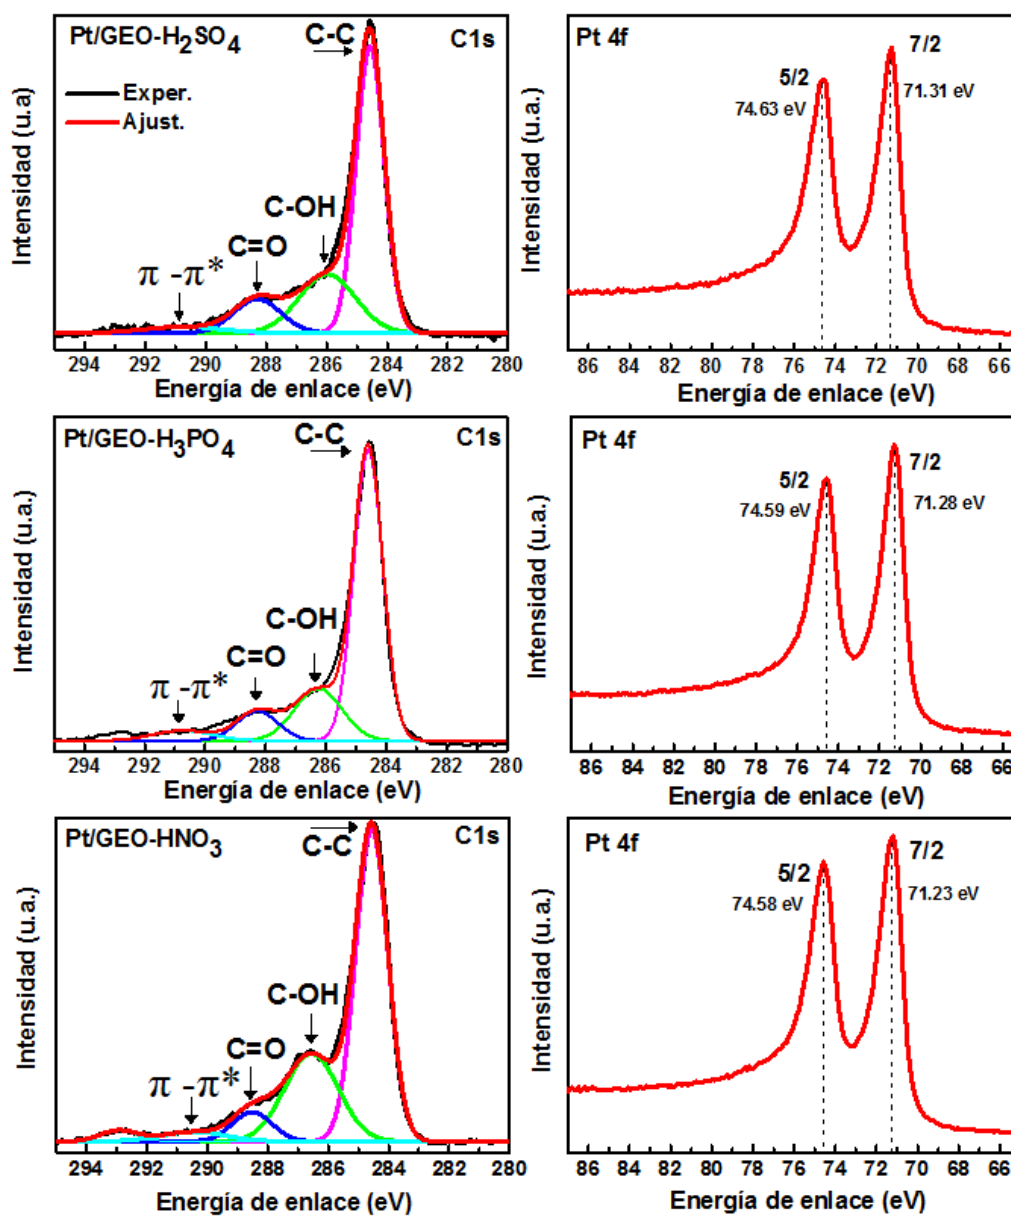 Pt/GEO-H₂SO₄
C-C
C1s
Exper.
Ajust.
C-OH
C=O
π -π*
Intensidad (u.a)
294 292 290 288 286 284 282 280
Energía de enlace (eV)
Pt 4f
7/2
5/2
71.31 eV
74.63 eV
Intensidad (u.a.)
86 84 82 80 78 76 74 72 70 68 66
Energía de enlace (eV)
Pt/GEO-H₃PO₄
C-C
C1s
C-OH
C=O
π -π*
Intensidad (u.a.)
294 292 290 288 286 284 282 280
Energía de enlace (eV)
Pt 4f
7/2
5/2
71.28 eV
74.59 eV
Intensidad (u.a.)
86 84 82 80 78 76 74 72 70 68 66
Energía de enlace (eV)
Pt/GEO-HNO₃
C1s
C-C
C-OH
C=O
π -π*
Intensidad (u.a.)
294 292 290 288 286 284 282 280
Energía de enlace (eV)
Pt 4f
7/2
5/2
71.23 eV
74.58 eV
Intensidad (u.a.)
86 84 82 80 78 76 74 72 70 68 66
Energía de enlace (eV)